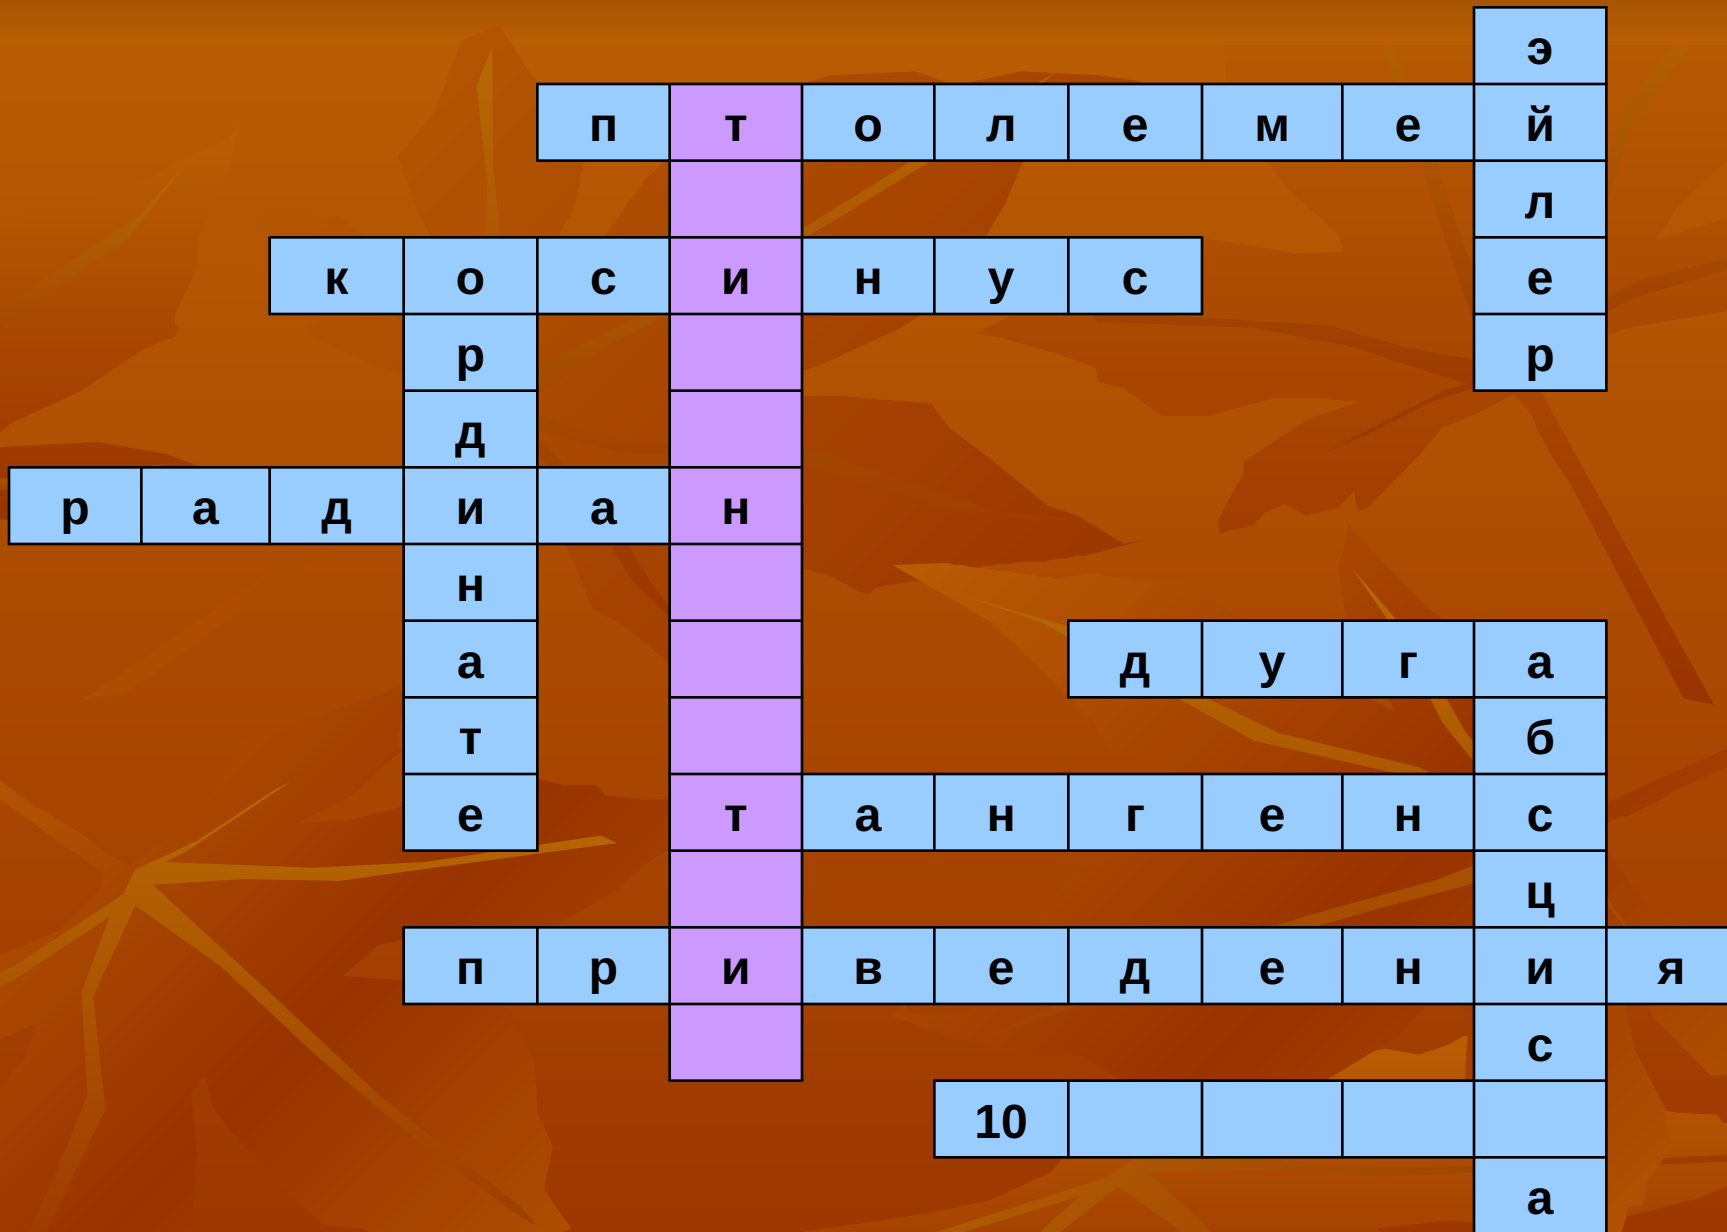 э
птолемей
л
косинус е
р р
д
радиан
н
а дуга
т б
е тангенс
ц
приведения
с
10
а